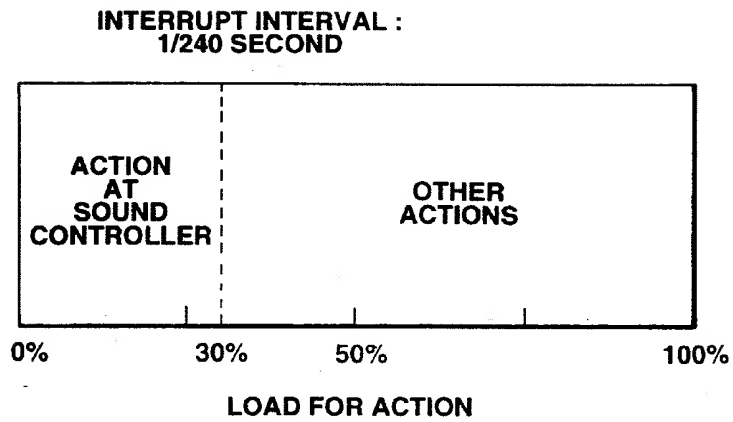 INTERRUPT INTERVAL :
1/240 SECOND
ACTION
AT
SOUND
CONTROLLER
OTHER
ACTIONS
0%
30%
50%
100%
LOAD FOR ACTION